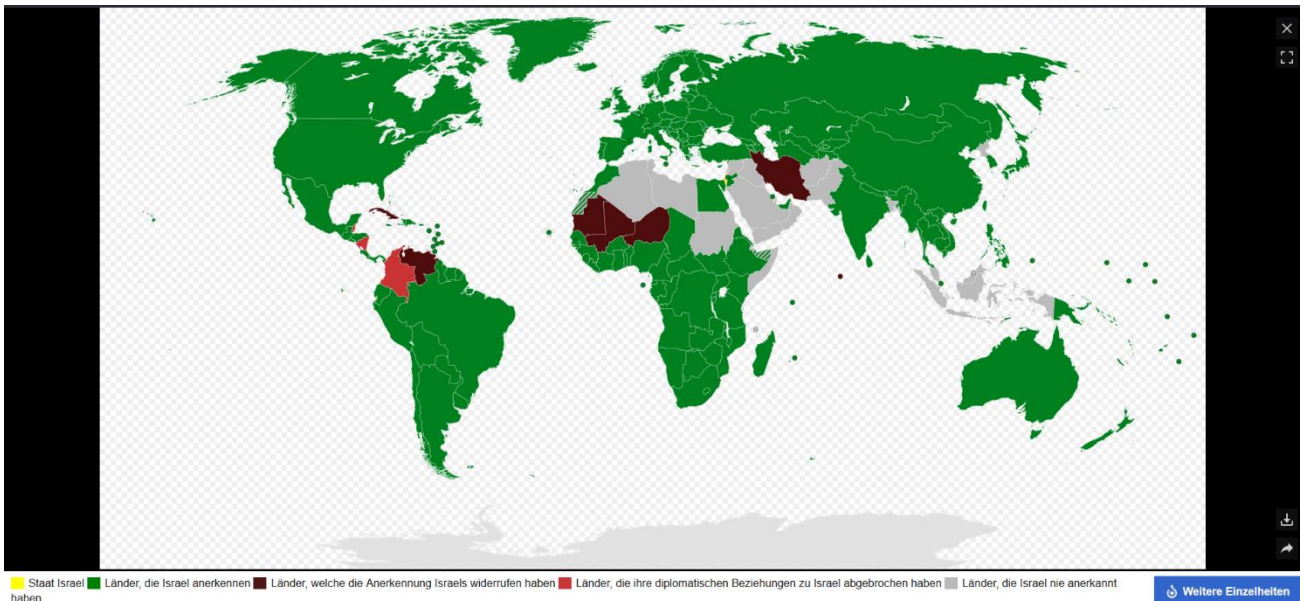 Staat Israel Länder, die Israel anerkennen Länder, welche die Anerkennung Israels widerrufen haben Länder, die ihre diplomatischen Beziehungen zu Israel abgebrochen haben Länder, die Israel nie anerkannt
haben
Weitere Einzelheiten